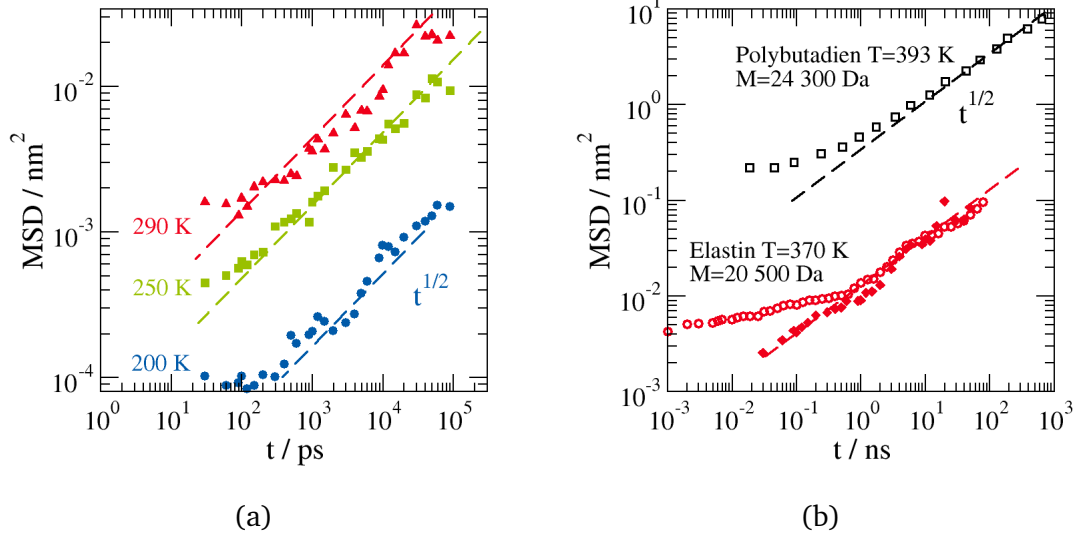 10^-2
10^-3
10^-4
MSD / nm^2
290 K
250 K
200 K
t^1/2
10^0 10^1 10^2 10^3 10^4 10^5
t / ps
(a)
10^1
10^0
10^-1
10^-2
10^-3
MSD / nm^2
Polybutadien T=393 K
M=24 300 Da
t^1/2
Elastin T=370 K
M=20 500 Da
10^-3 10^-2 10^-1 10^0 10^1 10^2 10^3
t / ns
(b)